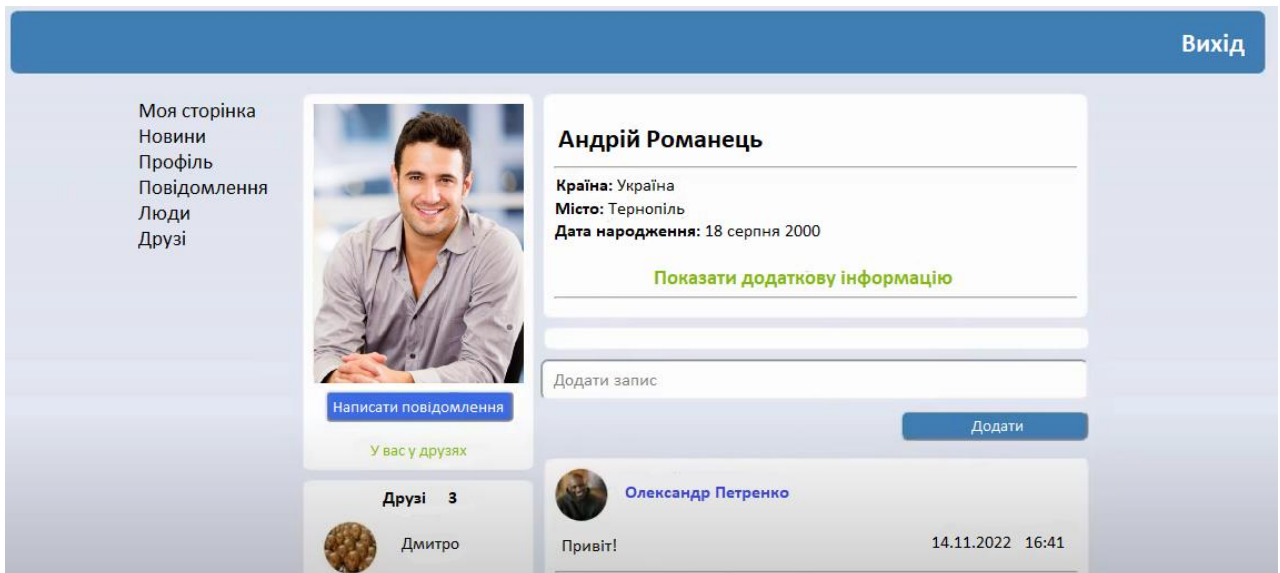 Вихід
Моя сторінка
Новини
Профіль
Повідомлення
Люди
Друзі
Написати повідомлення
У вас у друзях
Друзі 3
Дмитро
Андрій Романець
Країна: Україна
Місто: Тернопіль
Дата народження: 18 серпня 2000
Показати додаткову інформацію
Додати запис
Додати
Олександр Петренко
Привіт! 14.11.2022 16:41